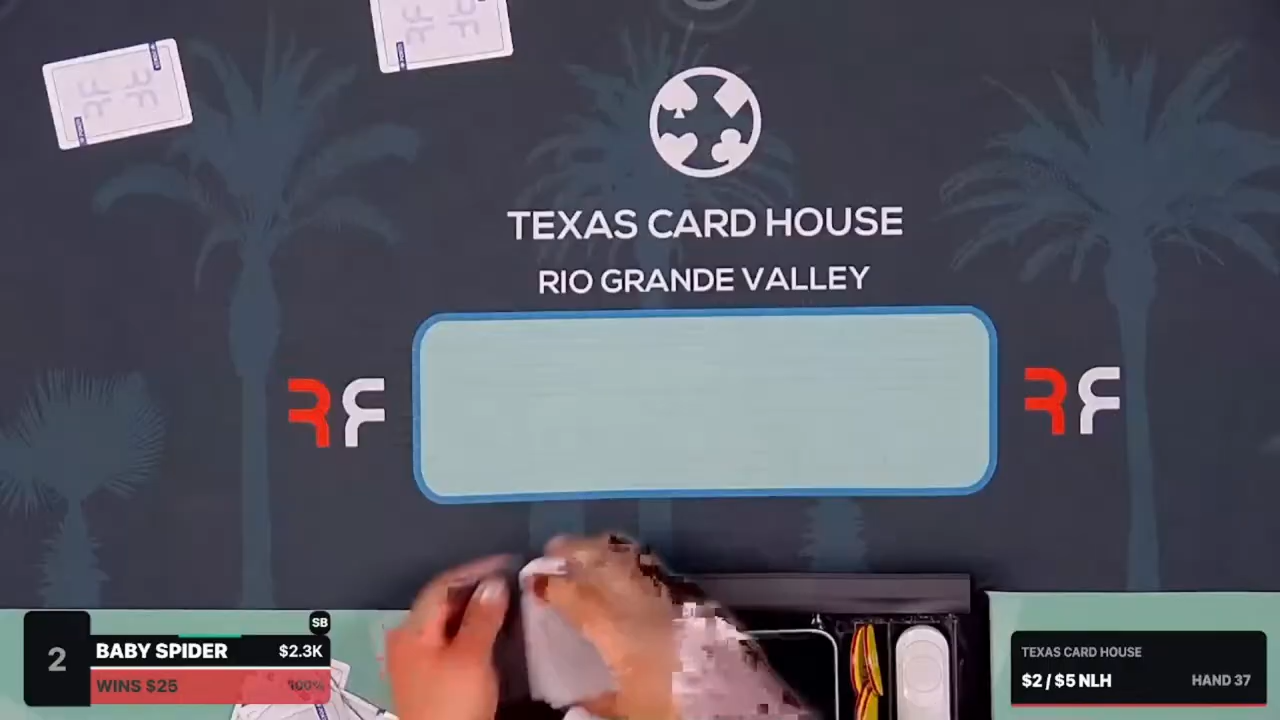 TEXAS CARD HOUSE
RIO GRANDE VALLEY
RF
RF
2
SB
BABY SPIDER
$2.3K
WINS $25
100%
TEXAS CARD HOUSE
$2 / $5 NLH
HAND 37